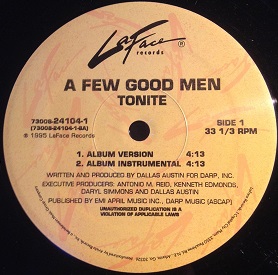 LaFace
records ®
A FEW GOOD MEN
TONITE
73008-24104-1
(73008-24104-1-8A)
℗ 1995 LaFace Records
SIDE 1
33 1/3 RPM
1. ALBUM VERSION 4:13
2. ALBUM INSTRUMENTAL 4:13
WRITTEN AND PRODUCED BY DALLAS AUSTIN FOR DARP, INC.
EXECUTIVE PRODUCERS: ANTONIO M. REID, KENNETH EDMONDS,
DARYL SIMMONS AND DALLAS AUSTIN
PUBLISHED BY EMI APRIL MUSIC INC., DARP MUSIC (ASCAP)
UNAUTHORIZED DUPLICATION IS A
VIOLATION OF APPLICABLE LAWS